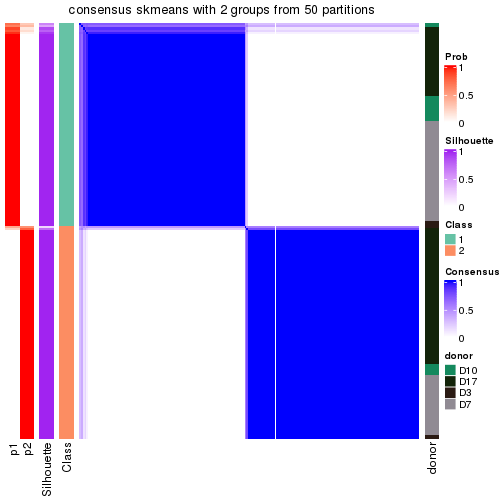 consensus skmeans with 2 groups from 50 partitions
Prob
1
0.5
0
Silhouette
1
0.5
0
Class
1
2
Consensus
1
0.5
0
donor
D10
D17
D3
D7
p1
p2
Silhouette
Class
donor